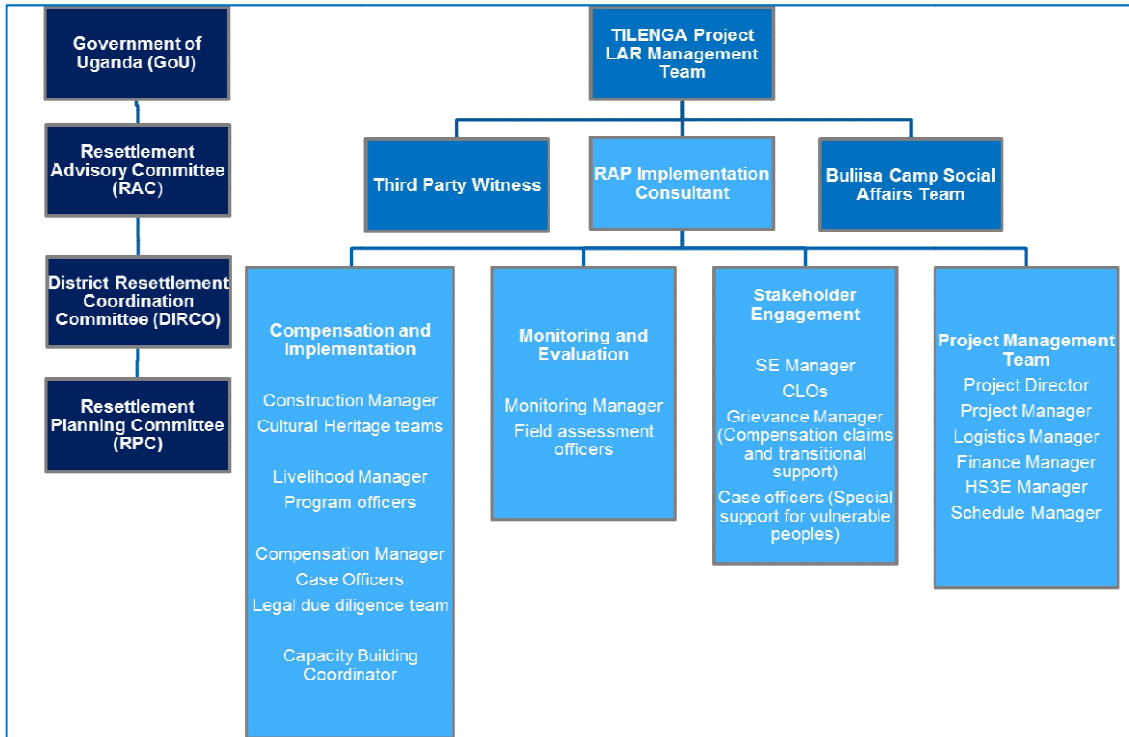 Government of
Uganda (GoU)
Resettlement
Advisory Committee
(RAC)
District Resettlement
Coordination
Committee (DIRCO)
Resettlement
Planning Committee
(RPC)
TILENGA Project
LAR Management
Team
Third Party Witness
RAP Implementation
Consultant
Buliisa Camp Social
Affairs Team
Compensation and
Implementation
Construction Manager
Cultural Heritage teams
Livelihood Manager
Program officers
Compensation Manager
Case Officers
Legal due diligence team
Capacity Building
Coordinator
Monitoring and
Evaluation
Monitoring Manager
Field assessment
officers
Stakeholder
Engagement
SE Manager
CLOs
Grievance Manager
(Compensation claims
and transitional
support)
Case officers (Special
support for vulnerable
peoples)
Project Management
Team
Project Director
Project Manager
Logistics Manager
Finance Manager
HS3E Manager
Schedule Manager